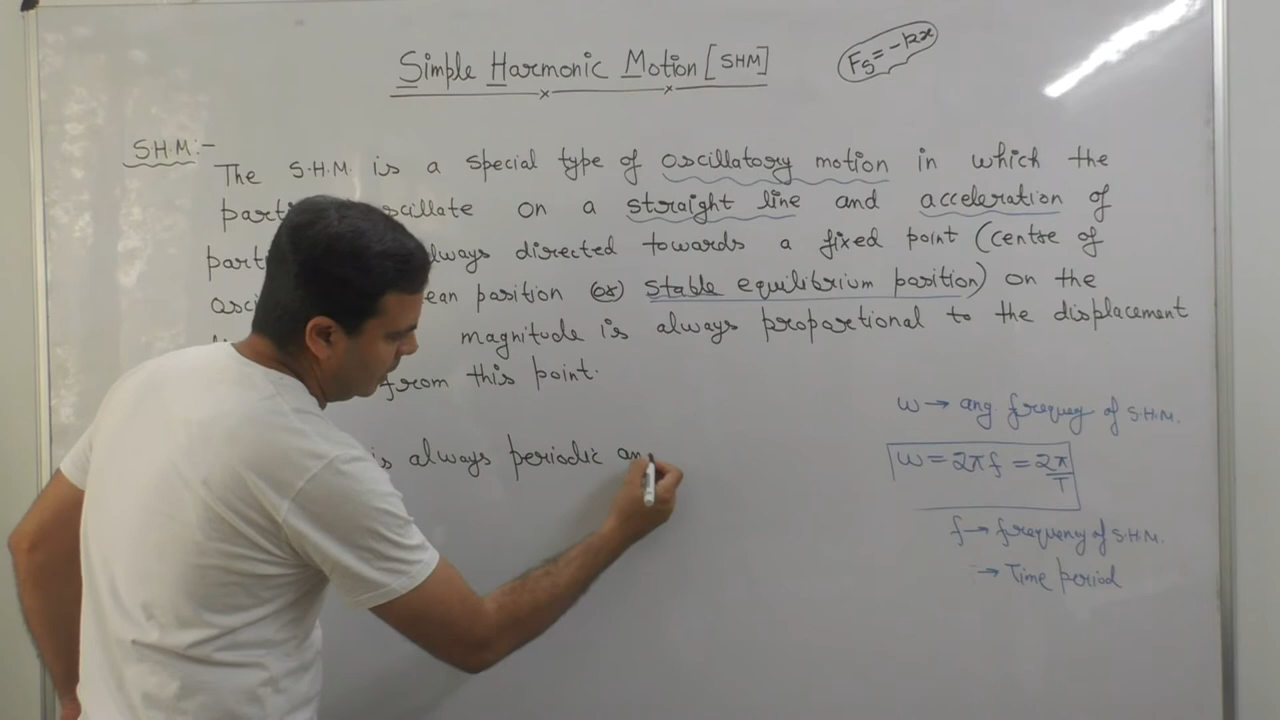 Simple Harmonic Motion [SHM]
Fs = -kx
S.H.M:-
The S.H.M. is a special type of oscillatory motion in which the
oscillate on a straight line and acceleration of
always directed towards a fixed point (centre of
position (or) stable equilibrium position) on the
magnitude is always proportional to the displacement
from this point.
is always periodic an
ω → ang frequey of S.H.M.
ω = 2πf = 2π/T
f → frequency of S.H.M.
→ Time period